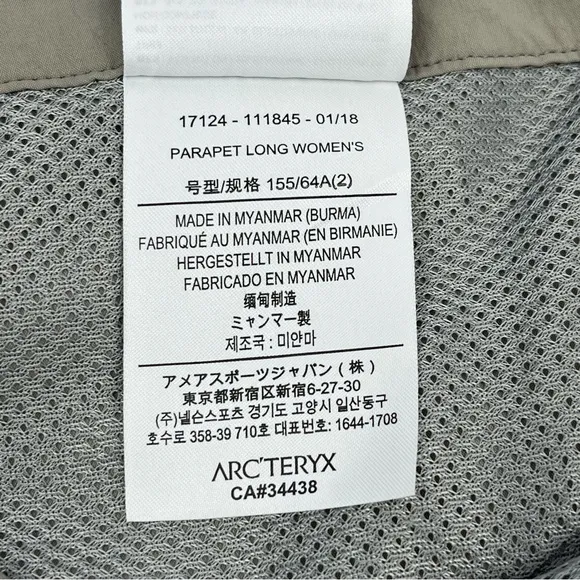 17124 - 111845 - 01/18
PARAPET LONG WOMEN'S
号型/规格 155/64A(2)
MADE IN MYANMAR (BURMA)
FABRIQUÉ AU MYANMAR (EN BIRMANIE)
HERGESTELLT IN MYANMAR
FABRICADO EN MYANMAR
缅甸制造
ミャンマー製
제조국 : 미얀마
アメアスポーツジャパン ( 株 )
東京都新宿区新宿6-27-30
(주)넬슨스포츠 경기도 고양시 일산동구
호수로 358-39 710호 대표번호: 1644-1708
ARC'TERYX
CA#34438